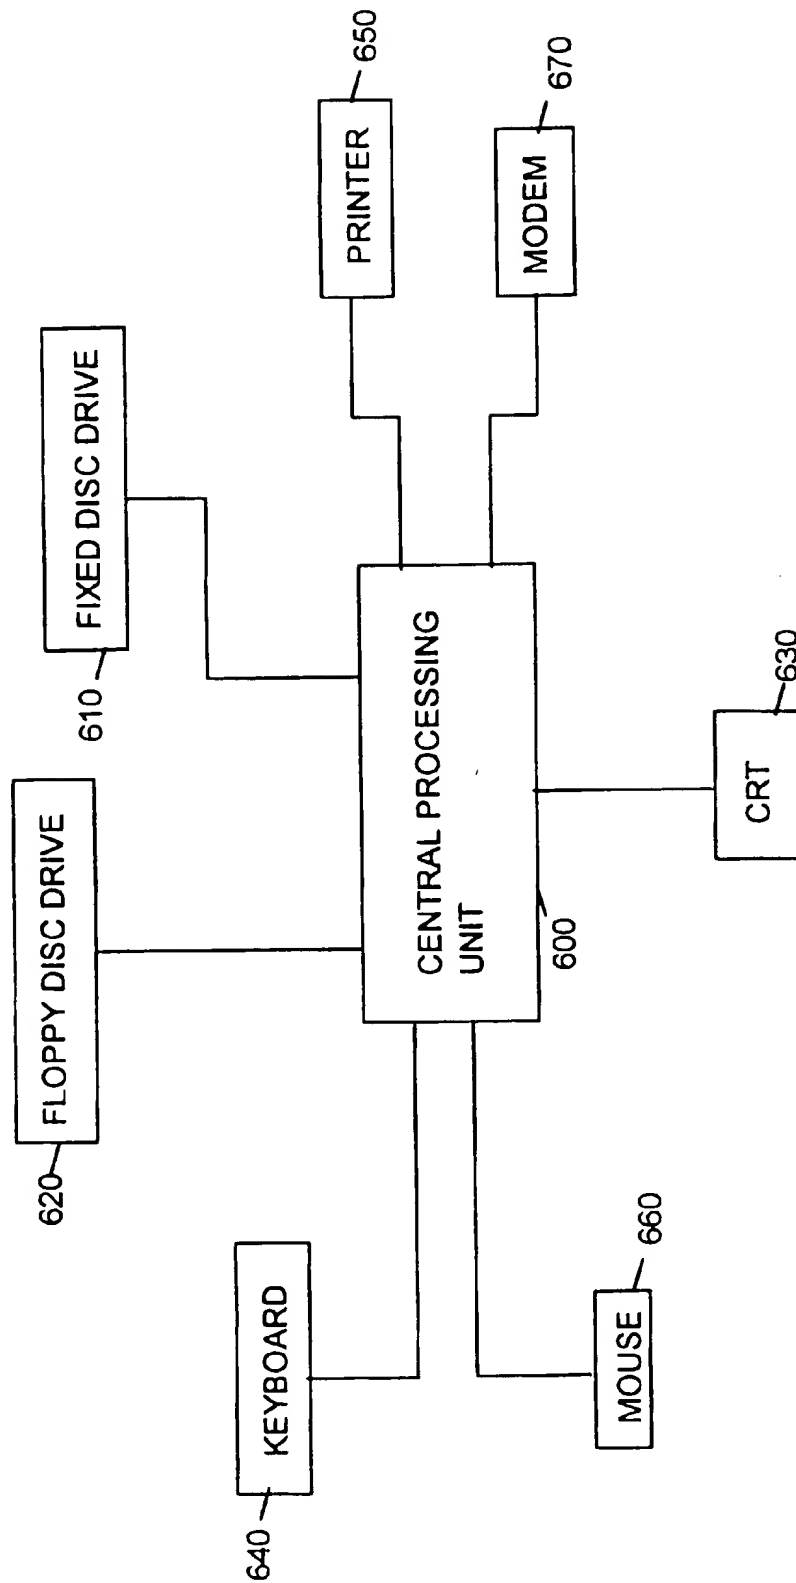 FLOPPY DISC DRIVE
620
FIXED DISC DRIVE
610
KEYBOARD
640
PRINTER
650
CENTRAL PROCESSING
UNIT
600
MOUSE
660
MODEM
670
CRT
630